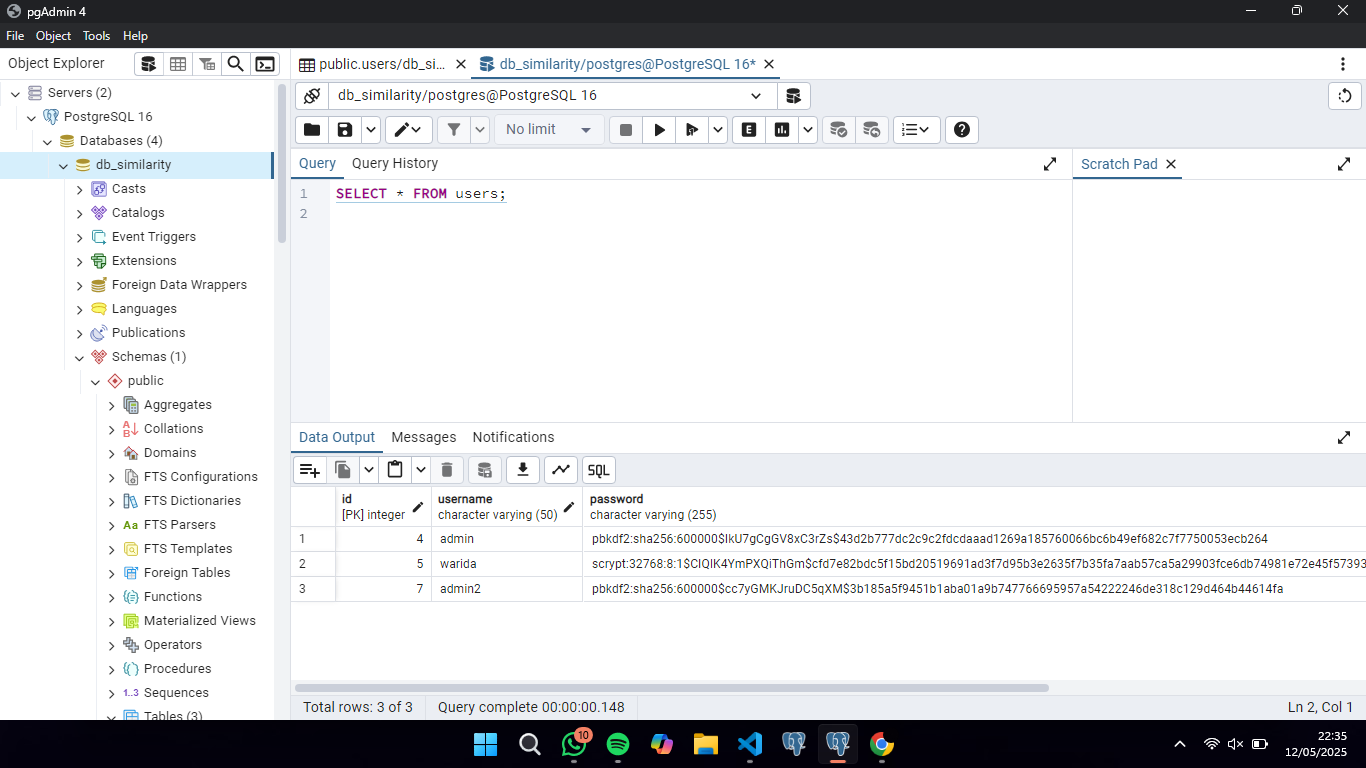 pgAdmin 4
File Object Tools Help
Object Explorer
public.users/db_si...
db_similarity/postgres@PostgreSQL 16*
Servers (2)
PostgreSQL 16
Databases (4)
db_similarity
Casts
Catalogs
Event Triggers
Extensions
Foreign Data Wrappers
Languages
Publications
Schemas (1)
public
Aggregates
Collations
Domains
FTS Configurations
FTS Dictionaries
Aa FTS Parsers
FTS Templates
Foreign Tables
Functions
Materialized Views
Operators
Procedures
1..3 Sequences
Tables (3)
db_similarity/postgres@PostgreSQL 16
No limit
E
Query Query History
Scratch Pad
1 SELECT * FROM users;
2
Data Output Messages Notifications
SQL
id username password
[PK] integer character varying (50) character varying (255)
1 4 admin pbkdf2:sha256:600000$IkU7gCgGV8xC3rZs$43d2b777dc2c9c2fdcdaaad1269a185760066bc6b49ef682c7f7750053ecb264
2 5 warida scrypt:32768:8:1$CIQIK4YmPXQiThGm$cfd7e82bdc5f15bd20519691ad3f7d95b3e2635f7b35fa7aab57ca5a29903fce6db74981e72e45f57393
3 7 admin2 pbkdf2:sha256:600000$cc7yGMKJruDC5qXM$3b185a5f9451b1aba01a9b747766695957a54222246de318c129d464b44614fa
Total rows: 3 of 3 Query complete 00:00:00.148
Ln 2, Col 1
10
22:35
12/05/2025